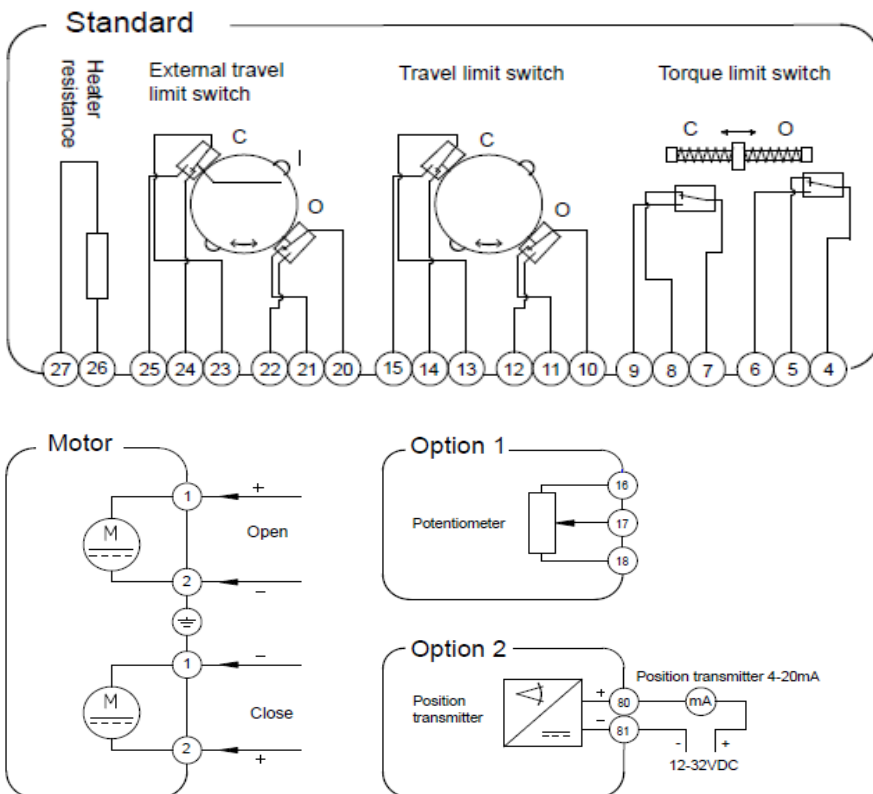 Standard
Heater
resistance
External travel
limit switch
Travel limit switch
Torque limit switch
C I
O
C
O
C O
27 26 25 24 23 22 21 20 15 14 13 12 11 10 9 8 7 6 5 4
Motor
1 +
M
Open
2 −
1 −
M
Close
2 +
Option 1
16
Potentiometer 17
18
Option 2
Position transmitter 4-20mA
Position
transmitter
+ 80 mA
− 81
- +
12-32VDC